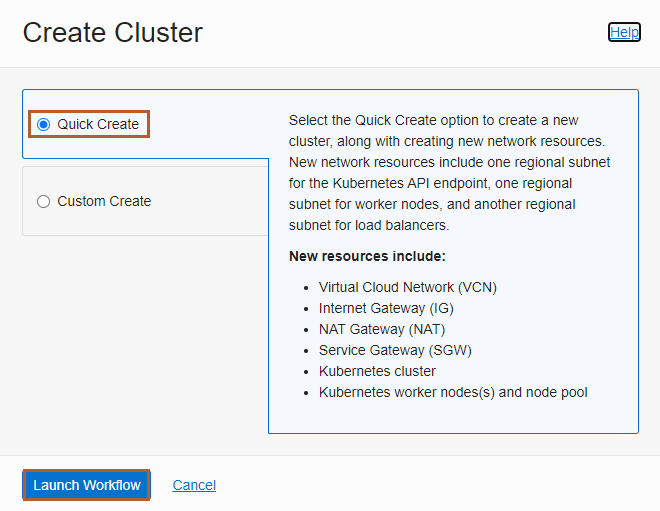 Create Cluster
Help
Quick Create
Custom Create
Select the Quick Create option to create a new
cluster, along with creating new network resources.
New network resources include one regional subnet
for the Kubernetes API endpoint, one regional
subnet for worker nodes, and another regional
subnet for load balancers.
New resources include:
• Virtual Cloud Network (VCN)
• Internet Gateway (IG)
• NAT Gateway (NAT)
• Service Gateway (SGW)
• Kubernetes cluster
• Kubernetes worker nodes(s) and node pool
Launch Workflow
Cancel